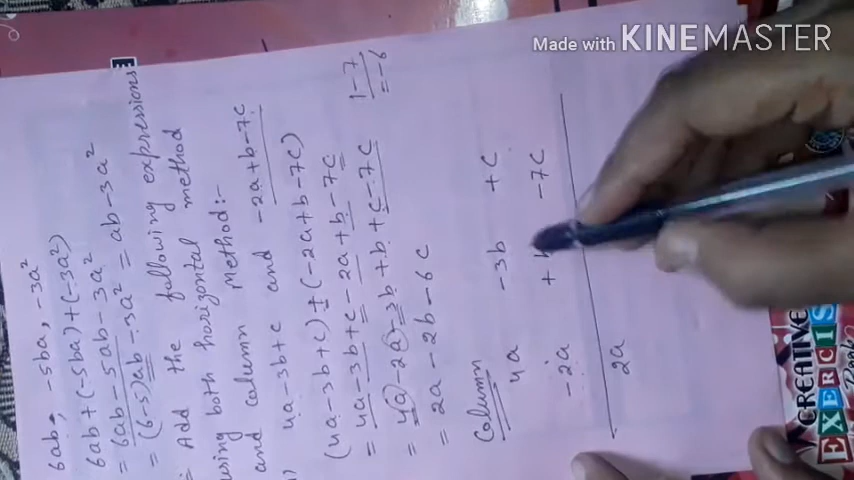 Made with KINEMASTER
6ab, -5ba, -3a²
6ab+(-5ba)+(-3a²)
= 6ab-5ab-3a²
= (6-5)ab-3a² = ab-3a²
Add the following expressions
using both horizontal method
and column method:-
4a-3b+c and -2a+b-7c
(4a-3b+c)+(-2a+b-7c)
= 4a-3b+c-2a+b-7c
= 4a-2a-3b+b+c-7c
1-7
= -6
= 2a-2b-6c
Column
4a -3b +c
-2a + -7c
2a
CREATIVE
EXERCIS